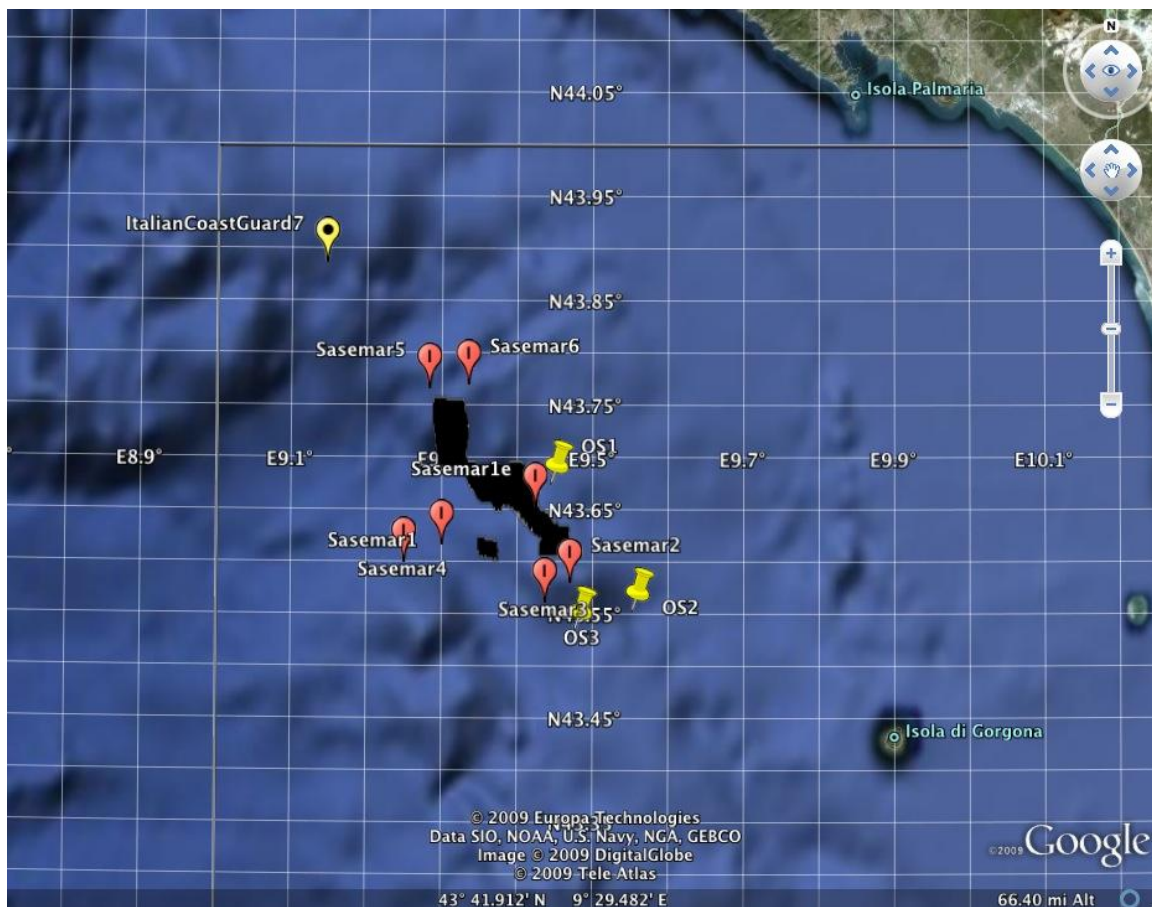 N
Isola Palmaria
N44.05°
N43.95°
ItalianCoastGuard7
N43.85°
Sasemar5
Sasemar6
N43.75°
OS1
E8.9°
E9.1°
E9.5°
E9.7°
E9.9°
E10.1°
Sasemar1e
N43.65°
Sasemar1
Sasemar2
Sasemar4
Sasemar3
OS2
OS3
N43.45°
Isola di Gorgona
© 2009 Europa Technologies
Data SIO, NOAA, U.S. Navy, NGA, GEBCO
Image © 2009 DigitalGlobe
© 2009 Tele Atlas
©2009 Google
43° 41.912' N 9° 29.482' E
66.40 mi Alt